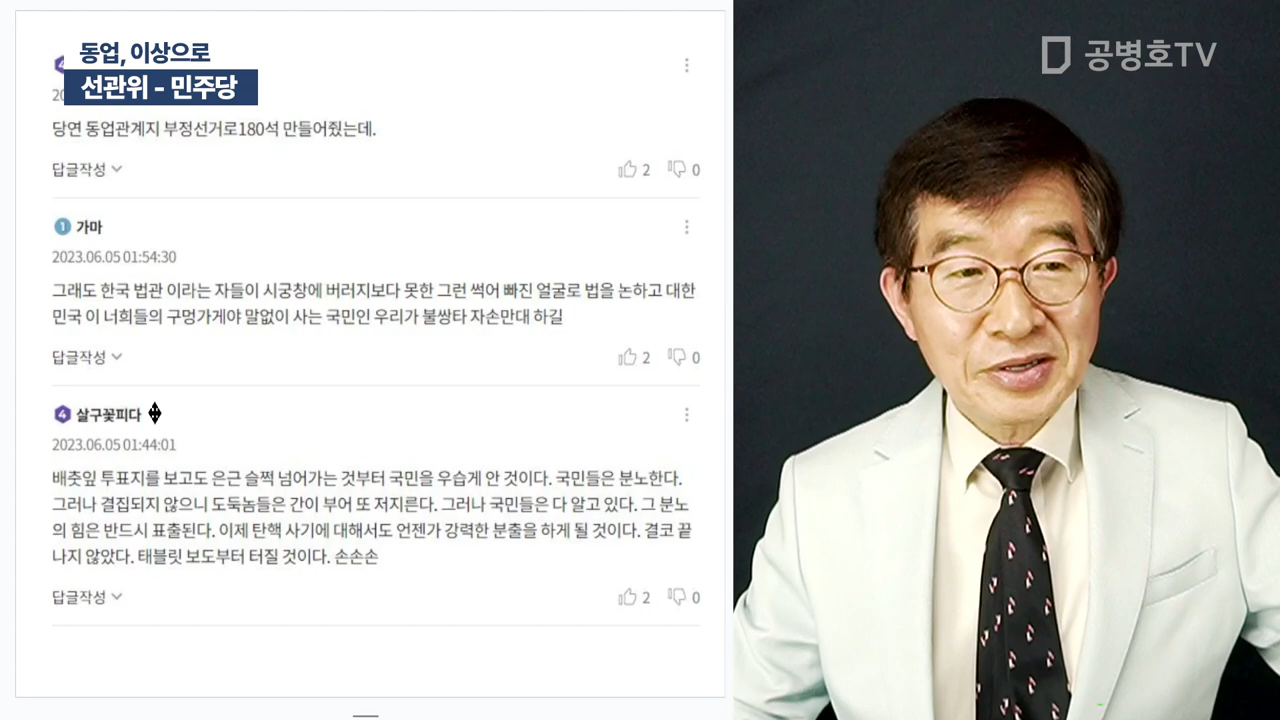 동업, 이상으로
선관위 - 민주당
공병호TV
당연 동업관계지 부정선거로180석 만들어줬는데.
답글작성
2 0
1 가마
2023.06.05 01:54:30
그래도 한국 법관 이라는 자들이 시궁창에 버러지보다 못한 그런 썩어 빠진 얼굴로 법을 논하고 대한
민국 이 너희들의 구멍가게야 말없이 사는 국민인 우리가 불쌍타 자손만대 하길
답글작성
2 0
4 살구꽃피다
2023.06.05 01:44:01
배춧잎 투표지를 보고도 은근 슬쩍 넘어가는 것부터 국민을 우습게 안 것이다. 국민들은 분노한다.
그러나 결집되지 않으니 도둑놈들은 간이 부어 또 저지른다. 그러나 국민들은 다 알고 있다. 그 분노
의 힘은 반드시 표출된다. 이제 탄핵 사기에 대해서도 언젠가 강력한 분출을 하게 될 것이다. 결코 끝
나지 않았다. 태블릿 보도부터 터질 것이다. 손손손
답글작성
2 0